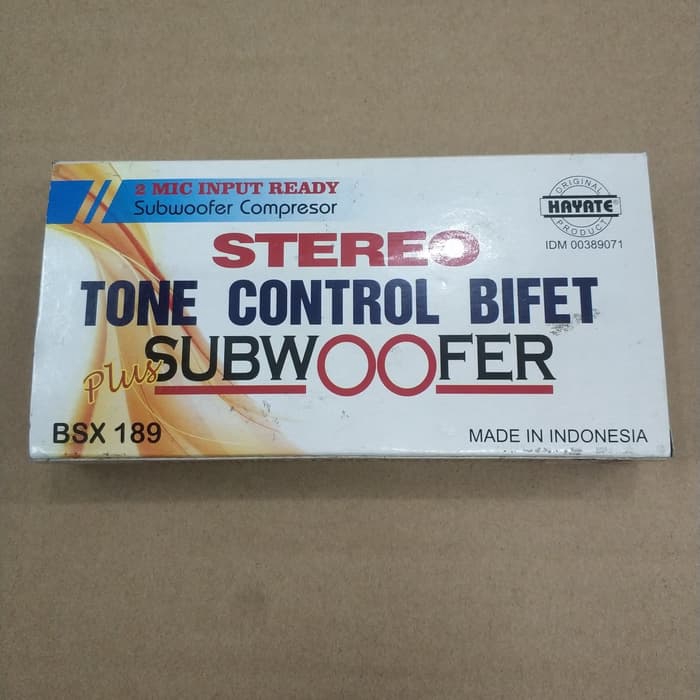 2 MIC INPUT READY
Subwoofer Compresor
ORIGINAL
HAYATE®
PRODUCT
IDM 00389071
STEREO
TONE CONTROL BIFET
Plus SUBWOOFER
BSX 189
MADE IN INDONESIA